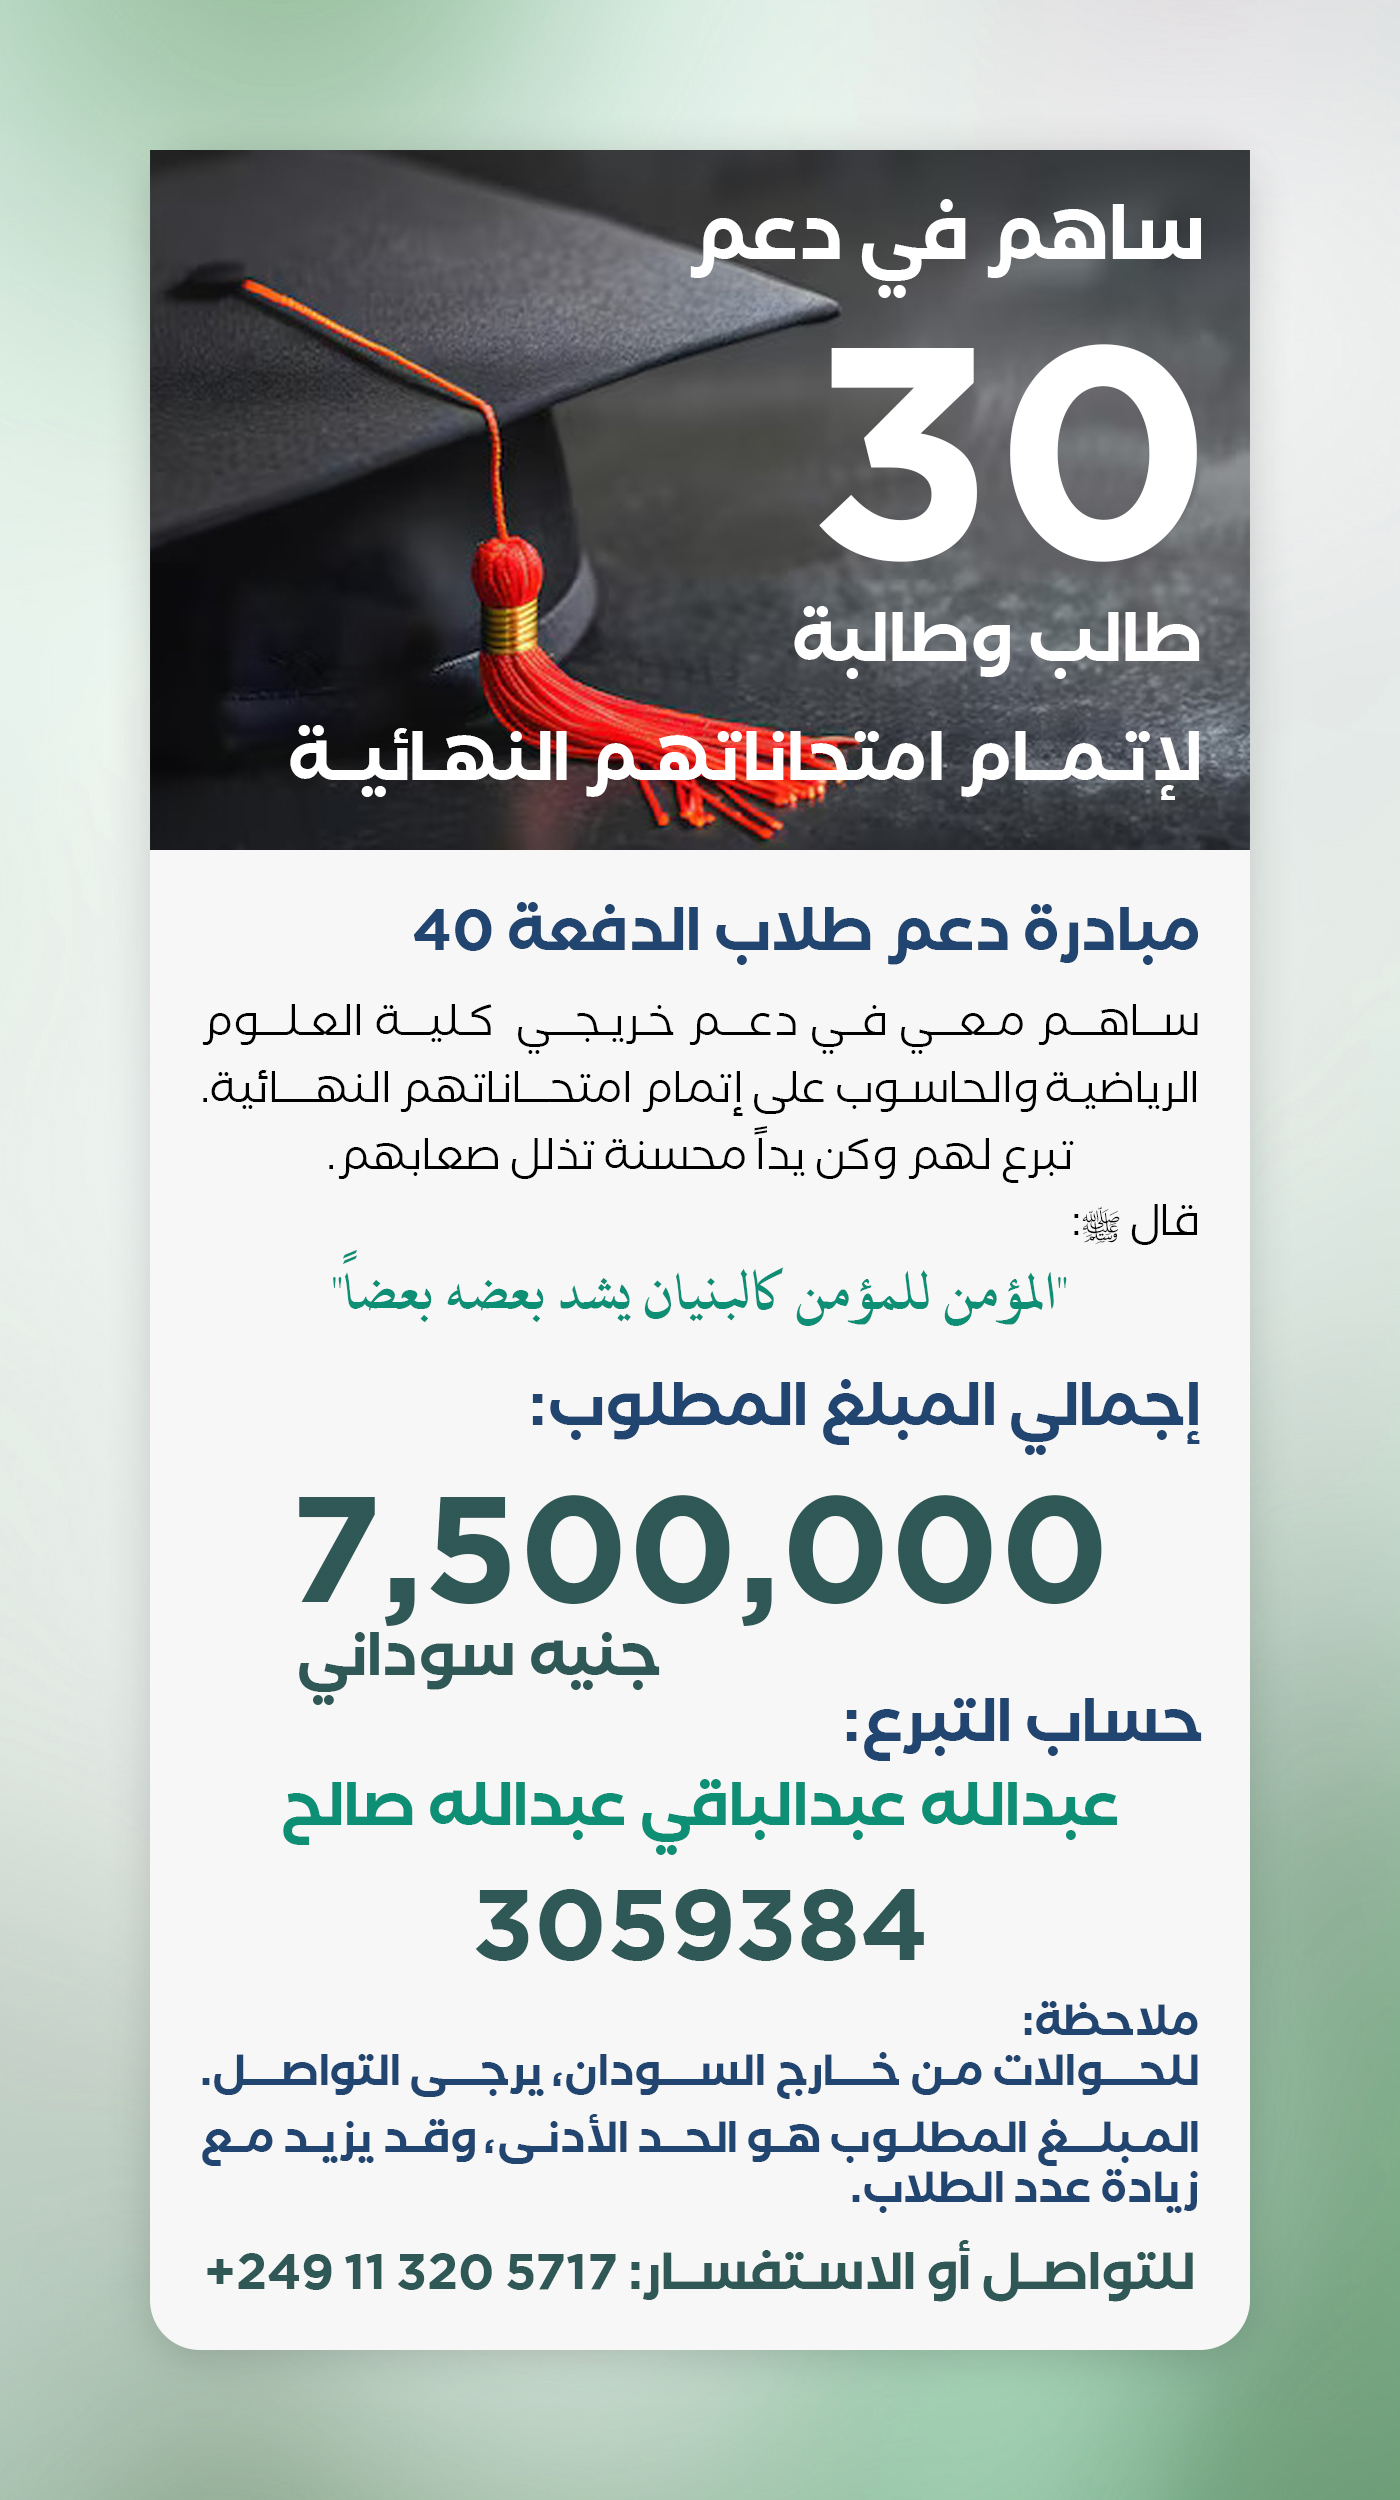 ساهم في دعم
30
طالب وطالبة
لإتمام امتحاناتهم النهائية
مبادرة دعم طلاب الدفعة 40
ساهم معي في دعم خريجي كلية العلوم
الرياضية والحاسوب على إتمام امتحاناتهم النهائية.
تبرع لهم وكن يداً محسنة تذلل صعابهم.
قال ﷺ:
"المؤمن للمؤمن كالبنيان يشد بعضه بعضاً"
إجمالي المبلغ المطلوب:
7,500,000
جنيه سوداني
حساب التبرع:
عبدالله عبدالباقي عبدالله صالح
3059384
ملاحظة:
للحوالات من خارج السودان، يرجى التواصل.
المبلغ المطلوب هو الحد الأدنى، وقد يزيد مع
زيادة عدد الطلاب.
للتواصل أو الاستفسار: 5717 320 11 249+